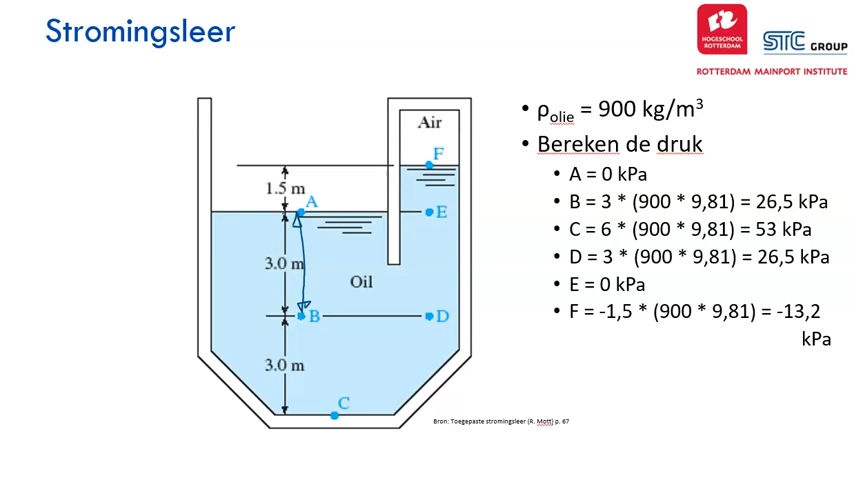 Stromingsleer
HOGESCHOOL
ROTTERDAM
STC GROUP
ROTTERDAM MAINPORT INSTITUTE
Air
F
1.5 m
A
E
3.0 m
Oil
B
D
3.0 m
C
• ρolie = 900 kg/m³
• Bereken de druk
• A = 0 kPa
• B = 3 * (900 * 9,81) = 26,5 kPa
• C = 6 * (900 * 9,81) = 53 kPa
• D = 3 * (900 * 9,81) = 26,5 kPa
• E = 0 kPa
• F = -1,5 * (900 * 9,81) = -13,2
kPa
Bron: Toegepaste stromingsleer (R. Mott) p. 67